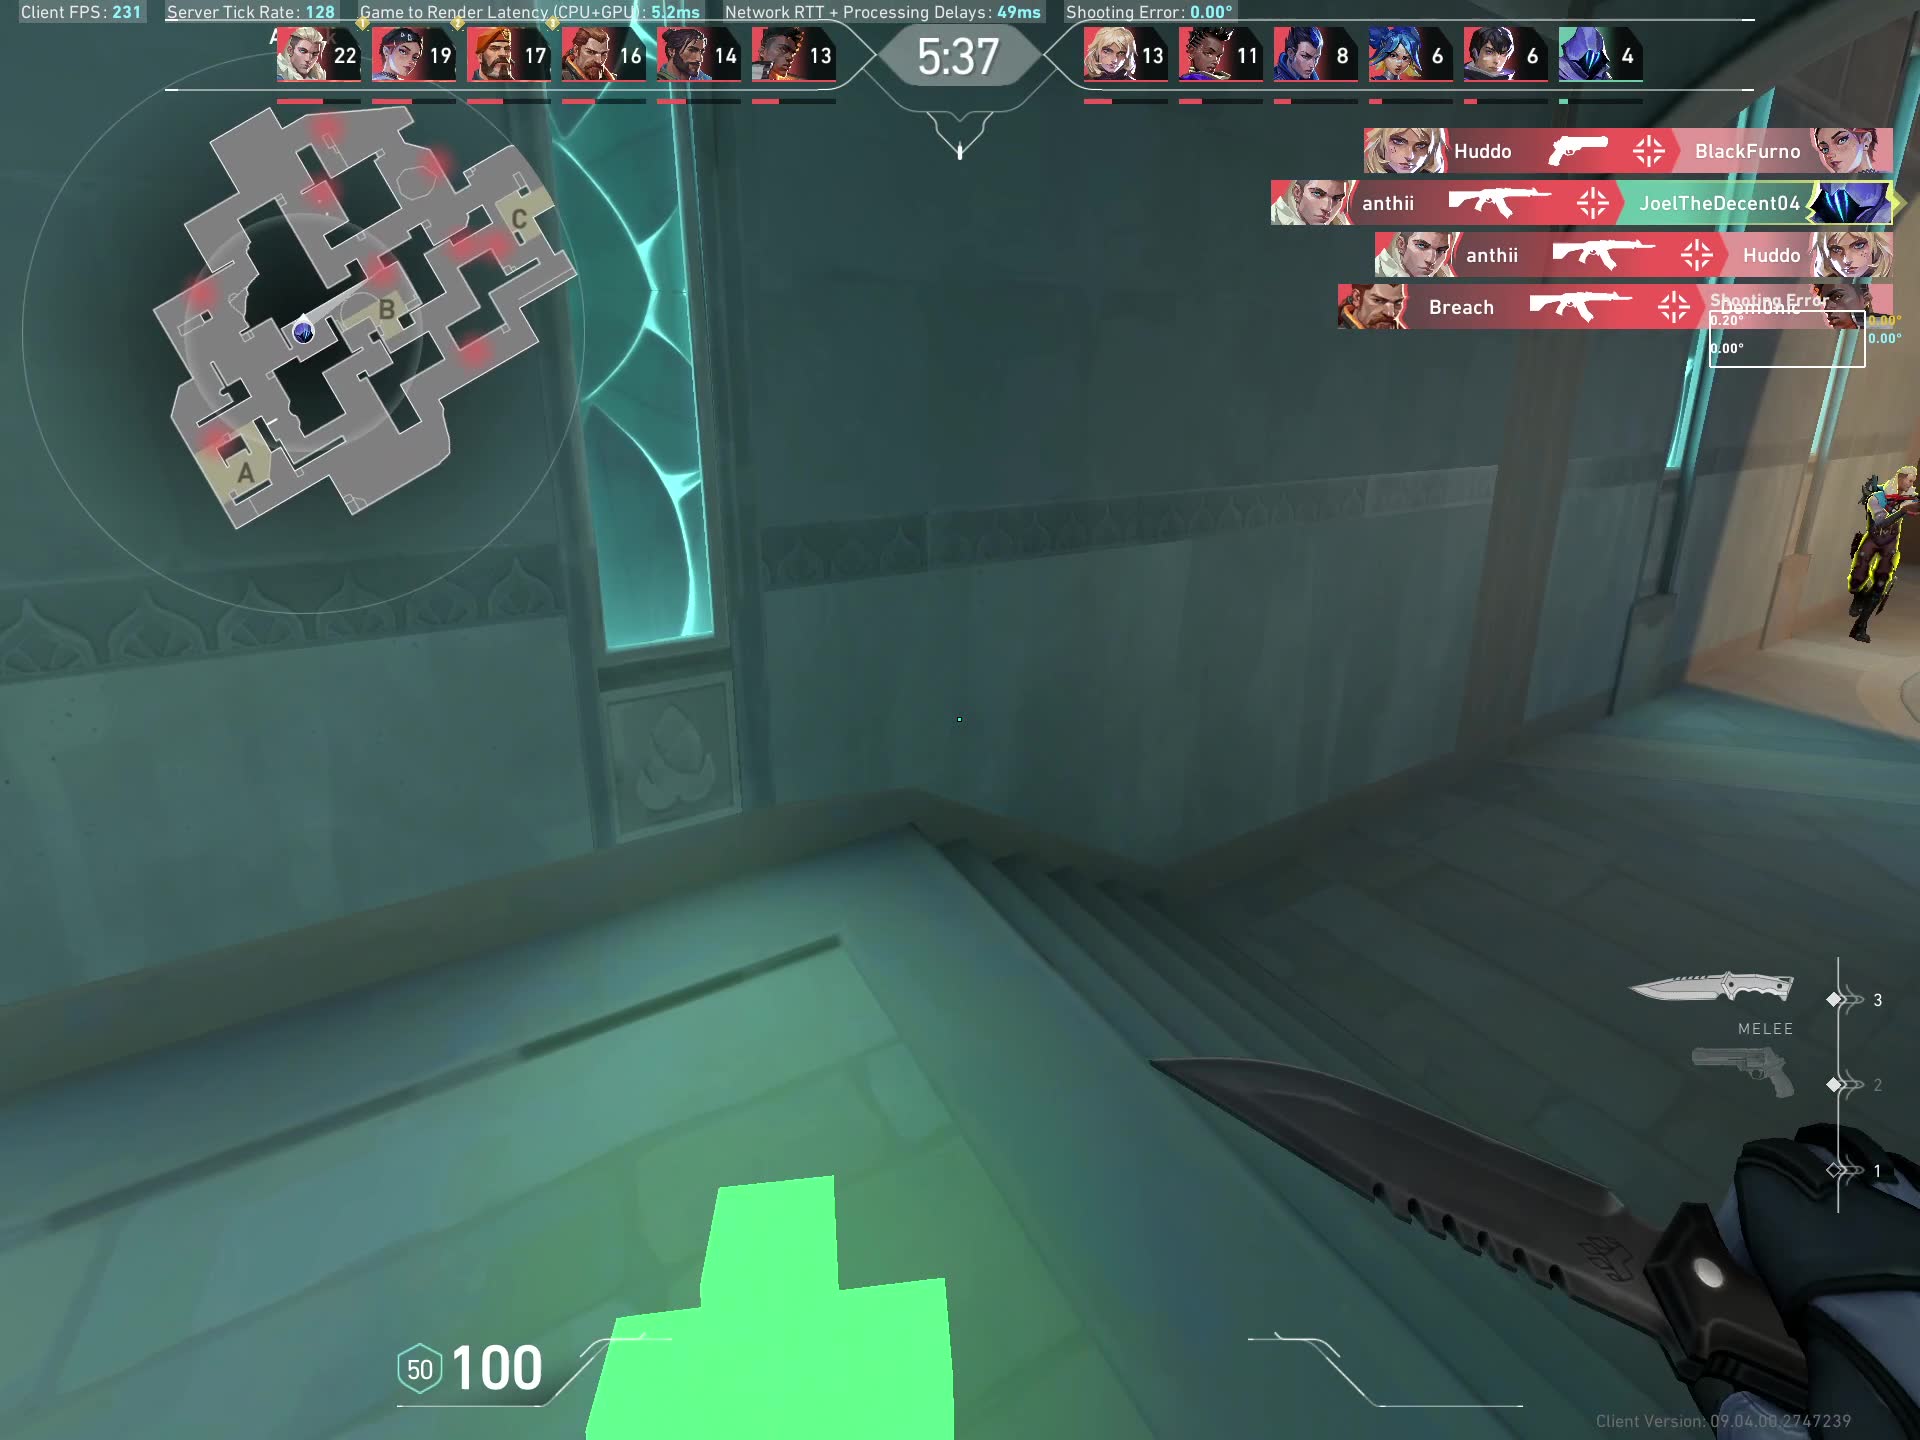 Client FPS: 231 Server Tick Rate: 128 Game to Render Latency (CPU+GPU): 5.2ms Network RTT + Processing Delays: 49ms Shooting Error: 0.00°
22 19 17 16 14 13 5:37 13 11 8 6 6 4
Huddo BlackFurno
anthii JoelTheDecent04
anthii Huddo
Breach Dem0nic
Shooting Error
0.20° 0.00°
0.00° 0.00°
C
B
A
3
MELEE
2
1
50 100
Client Version: 09.04.00.2747239